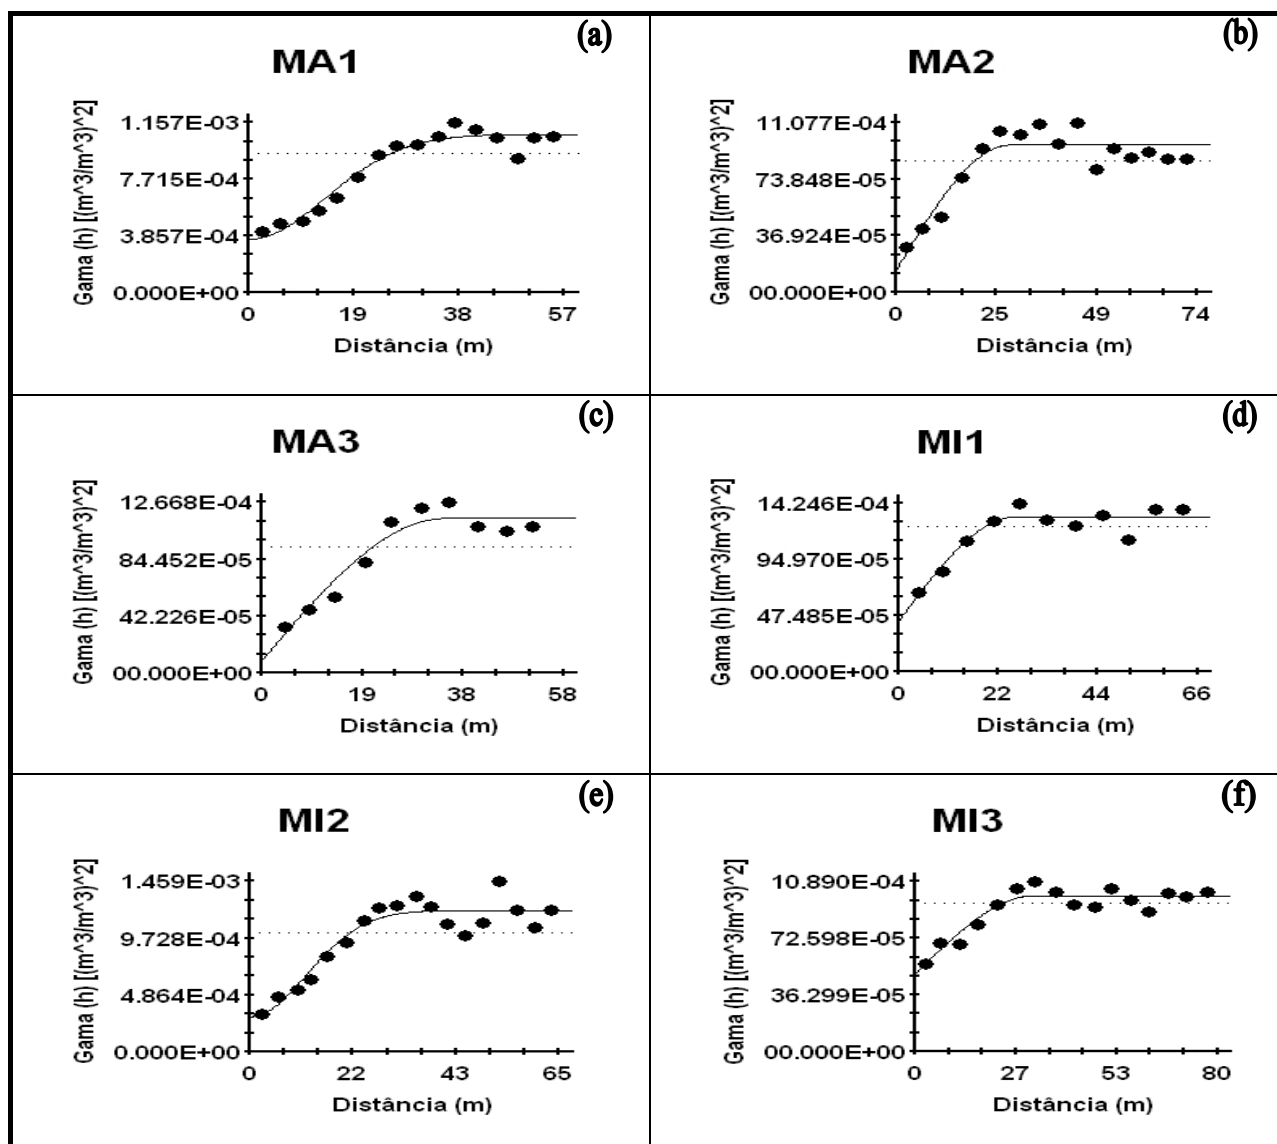 (a)
MA1
Gama (h) [(m^3/m^3)^2]
1.157E-03
7.715E-04
3.857E-04
0.000E+00
0 19 38 57
Distância (m)
(b)
MA2
Gama (h) [(m^3/m^3)^2]
11.077E-04
73.848E-05
36.924E-05
00.000E+00
0 25 49 74
Distância (m)
(c)
MA3
Gama (h) [(m^3/m^3)^2]
12.668E-04
84.452E-05
42.226E-05
00.000E+00
0 19 38 58
Distância (m)
(d)
MI1
Gama (h) [(m^3/m^3)^2]
14.246E-04
94.970E-05
47.485E-05
00.000E+00
0 22 44 66
Distância (m)
(e)
MI2
Gama (h) [(m^3/m^3)^2]
1.459E-03
9.728E-04
4.864E-04
0.000E+00
0 22 43 65
Distância (m)
(f)
MI3
Gama (h) [(m^3/m^3)^2]
10.890E-04
72.598E-05
36.299E-05
00.000E+00
0 27 53 80
Distância (m)